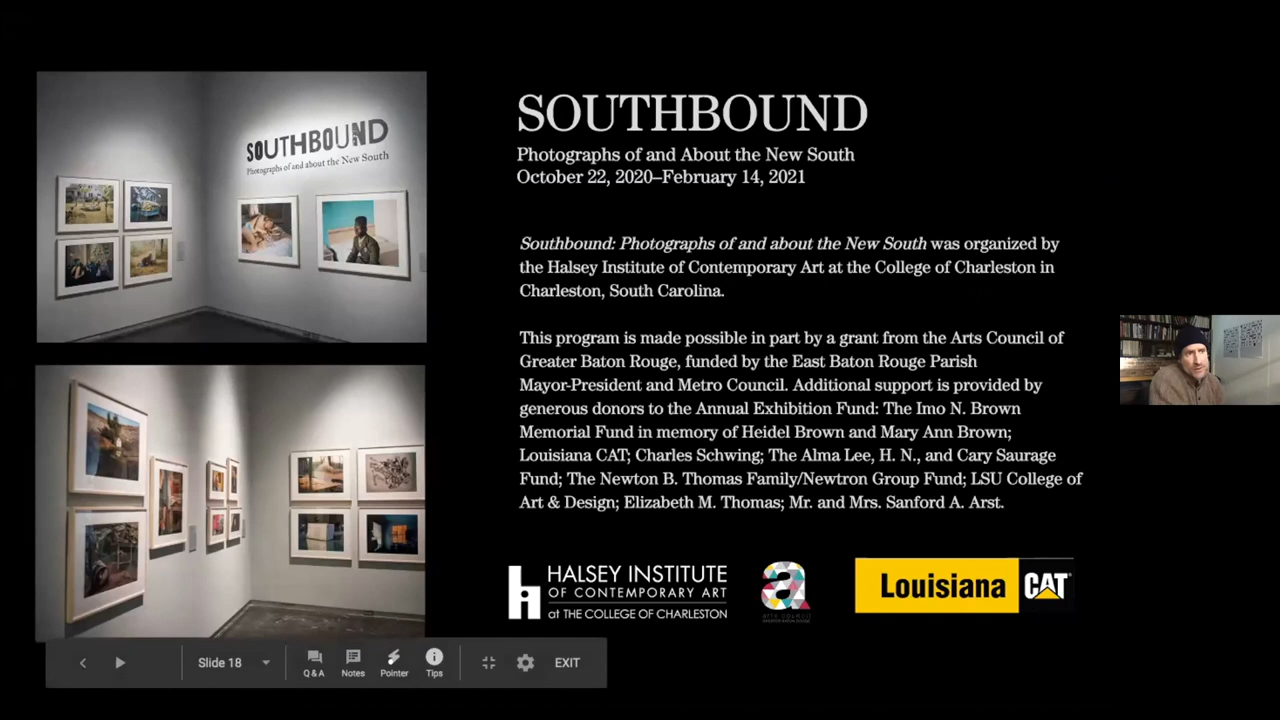 SOUTHBOUND
Photographs of and about the New South
SOUTHBOUND
Photographs of and About the New South
October 22, 2020–February 14, 2021
Southbound: Photographs of and about the New South was organized by
the Halsey Institute of Contemporary Art at the College of Charleston in
Charleston, South Carolina.
This program is made possible in part by a grant from the Arts Council of
Greater Baton Rouge, funded by the East Baton Rouge Parish
Mayor-President and Metro Council. Additional support is provided by
generous donors to the Annual Exhibition Fund: The Imo N. Brown
Memorial Fund in memory of Heidel Brown and Mary Ann Brown;
Louisiana CAT; Charles Schwing; The Alma Lee, H. N., and Cary Saurage
Fund; The Newton B. Thomas Family/Newtron Group Fund; LSU College of
Art & Design; Elizabeth M. Thomas; Mr. and Mrs. Sanford A. Arst.
hi HALSEY INSTITUTE
OF CONTEMPORARY ART
at THE COLLEGE OF CHARLESTON
a
Louisiana CAT
Slide 18
Q & A
Notes
Pointer
Tips
EXIT